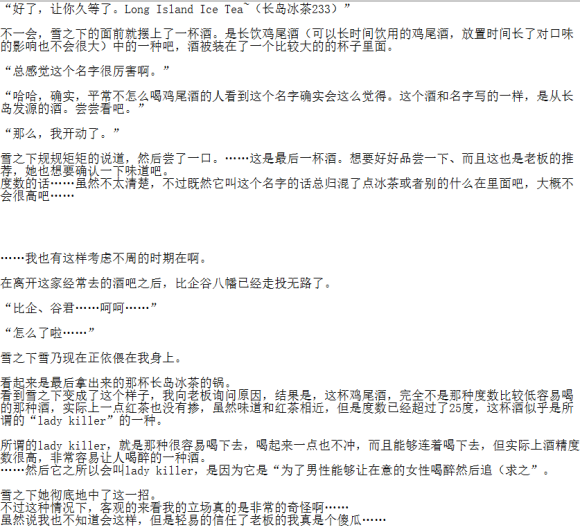 “好了，让你久等了。Long Island Ice Tea~（长岛冰茶233）”
不一会，雪之下的面前就摆上了一杯酒。是长饮鸡尾酒（可以长时间饮用的鸡尾酒，放置时间长了对口味
的影响也不会很大）中的一种吧，酒被装在了一个比较大的的杯子里面。
“总感觉这个名字很厉害啊。”
“哈哈，确实，平常不怎么喝鸡尾酒的人看到这个名字确实会这么觉得。这个酒和名字写的一样，是从长
岛发源的酒。尝尝看吧。”
“那么，我开动了。”
雪之下规规矩矩的说道，然后尝了一口。……这是最后一杯酒。想要好好品尝一下、而且这也是老板的推
荐，她也想要确认一下味道吧。
度数的话……虽然不太清楚，不过既然它叫这个名字的话总归混了点冰茶或者别的什么在里面吧，大概不
会很高吧……
……我也有这样考虑不周的时期在啊。
在离开这家经常去的酒吧之后，比企谷八幡已经走投无路了。
“比企、谷君……呵呵……”
“怎么了啦……”
雪之下雪乃现在正依偎在我身上。
看起来是最后拿出来的那杯长岛冰茶的锅。
看到雪之下变成了这个样子，我向老板询问原因，结果是，这杯鸡尾酒，完全不是那种度数比较低容易喝
的那种酒，实际上一点红茶也没有掺，虽然味道和红茶相近，但是度数已经超过了25度，这杯酒似乎是所
谓的“lady killer”的一种。
所谓的lady killer，就是那种很容易喝下去，喝起来一点也不冲，而且能够连着喝下去，但实际上酒精度
数很高，非常容易让人喝醉的一种酒。
……然后它之所以会叫lady killer，是因为它是“为了男性能够让在意的女性喝醉然后追（求之”。
雪之下她彻底地中了这一招。
不过这种情况下，客观的来看我的立场真的是非常的奇怪啊……
虽然说我也不知道会这样，但是轻易的信任了老板的我真是个傻瓜……